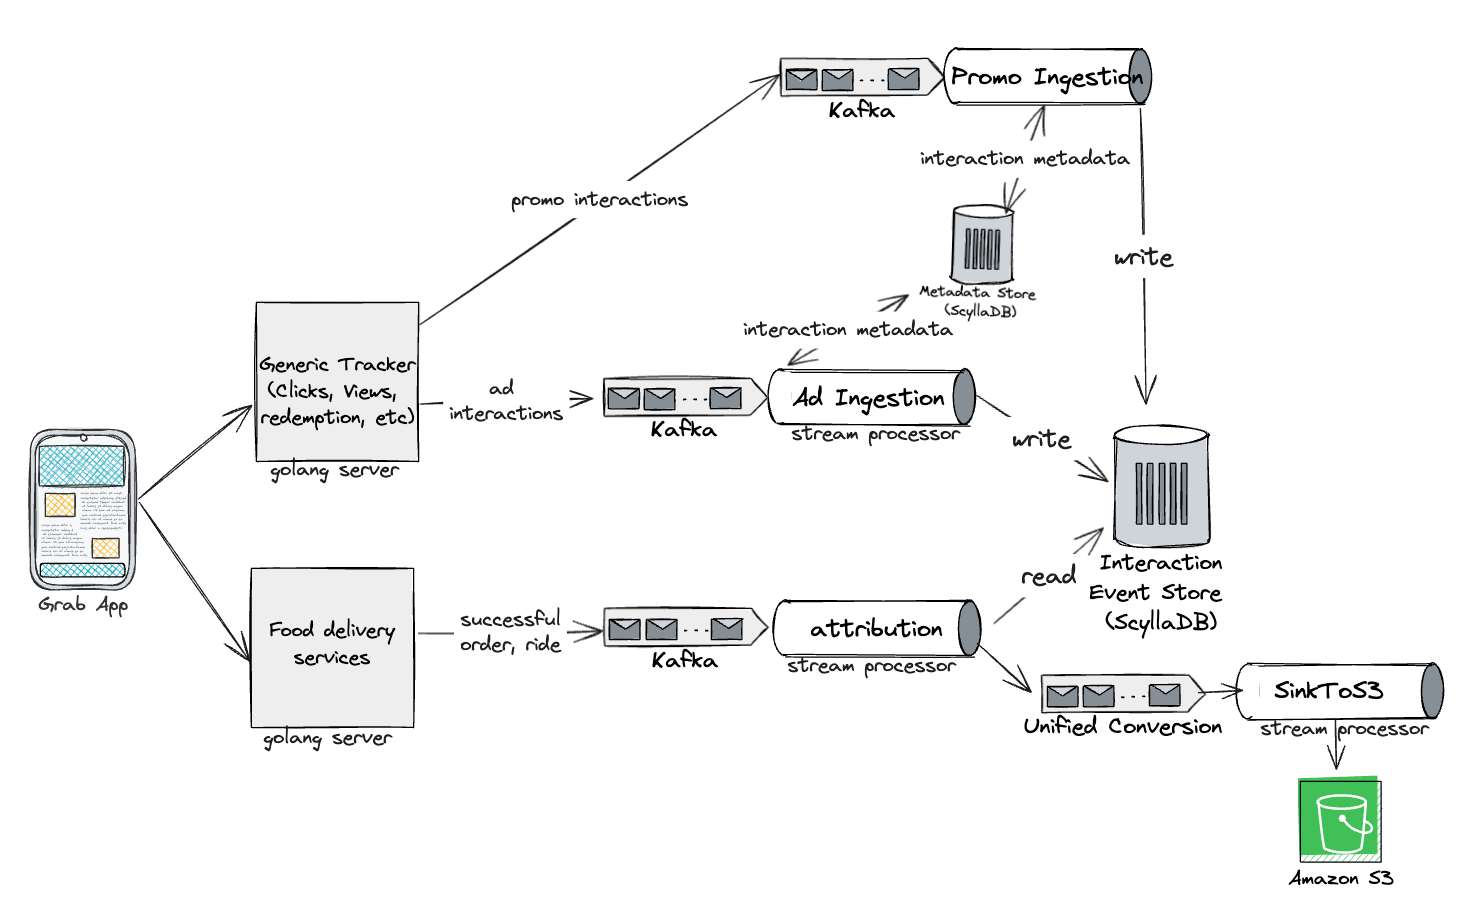 Promo Ingestion
Kafka
interaction metadata
promo interactions
write
Metadata Store
(ScyllaDB)
interaction metadata
Generic Tracker
(Clicks, Views,
redemption, etc)
golang server
ad
interactions
Kafka
Ad Ingestion
stream processor
write
Grab App
Interaction
Event Store
(ScyllaDB)
read
Food delivery
services
golang server
successful
order, ride
Kafka
attribution
stream processor
Unified Conversion
SinkToS3
stream processor
Amazon S3